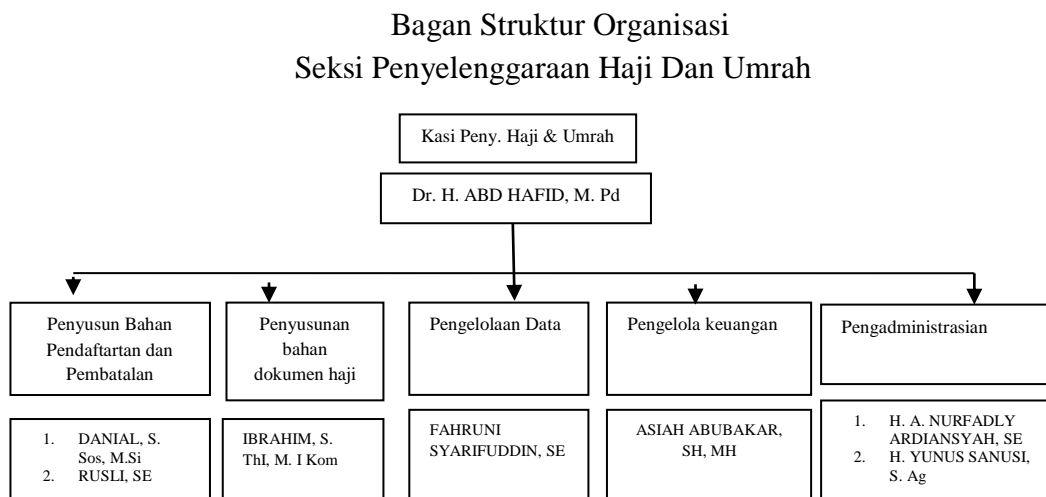 Bagan Struktur Organisasi
Seksi Penyelenggaraan Haji Dan Umrah
Kasi Peny. Haji & Umrah
Dr. H. ABD HAFID, M. Pd
Penyusun Bahan
Pendaftartan dan
Pembatalan
Penyusunan
bahan
dokumen haji
Pengelolaan Data
Pengelola keuangan
Pengadministrasian
1. DANIAL, S.
Sos, M.Si
2. RUSLI, SE
IBRAHIM, S.
ThI, M. I Kom
FAHRUNI
SYARIFUDDIN, SE
ASIAH ABUBAKAR,
SH, MH
1. H. A. NURFADLY
ARDIANSYAH, SE
2. H. YUNUS SANUSI,
S. Ag